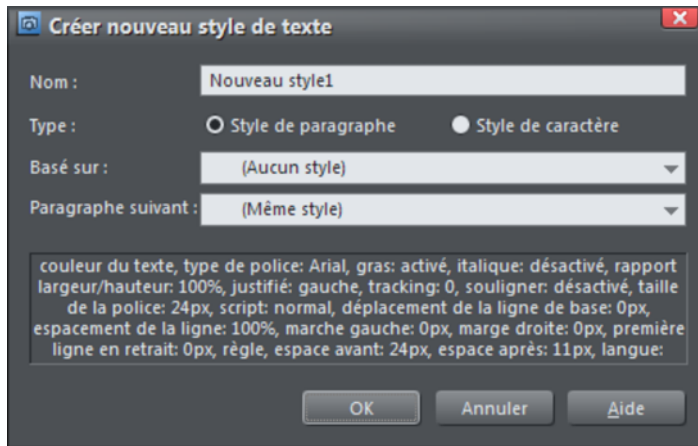 Créer nouveau style de texte
Nom :
Nouveau style1
Type :
Style de paragraphe
Style de caractère
Basé sur :
(Aucun style)
Paragraphe suivant :
(Même style)
couleur du texte, type de police: Arial, gras: activé, italique: désactivé, rapport
largeur/hauteur: 100%, justifié: gauche, tracking: 0, souligner: désactivé, taille
de la police: 24px, script: normal, déplacement de la ligne de base: 0px,
espacement de la ligne: 100%, marche gauche: 0px, marge droite: 0px, première
ligne en retrait: 0px, règle, espace avant: 24px, espace après: 11px, langue:
OK
Annuler
Aide